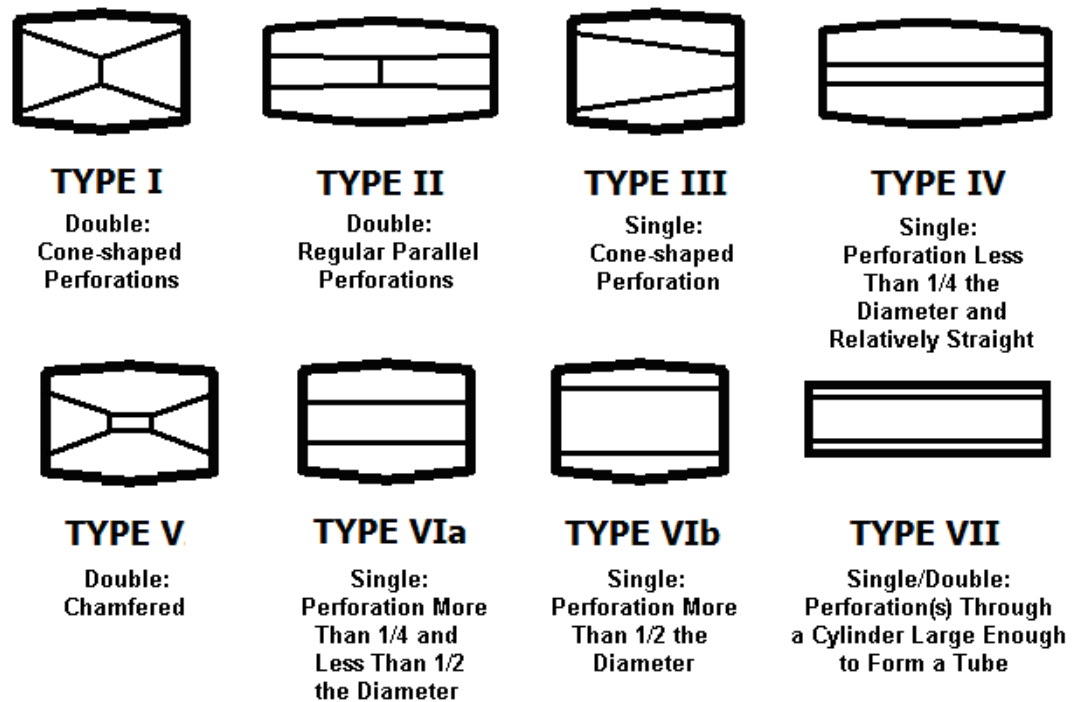 TYPE I
Double:
Cone-shaped
Perforations
TYPE II
Double:
Regular Parallel
Perforations
TYPE III
Single:
Cone-shaped
Perforation
TYPE IV
Single:
Perforation Less
Than 1/4 the
Diameter and
Relatively Straight
TYPE V
Double:
Chamfered
TYPE VIa
Single:
Perforation More
Than 1/4 and
Less Than 1/2
the Diameter
TYPE VIb
Single:
Perforation More
Than 1/2 the
Diameter
TYPE VII
Single/Double:
Perforation(s) Through
a Cylinder Large Enough
to Form a Tube